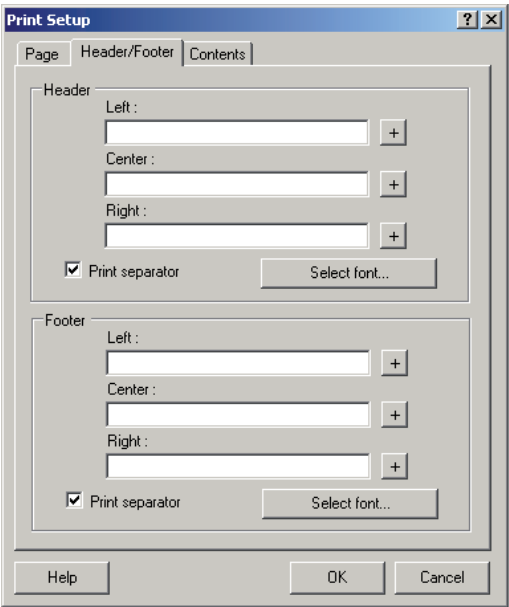 Print Setup ? X
Page Header/Footer Contents
Header
Left :
+
Center :
+
Right :
+
Print separator Select font...
Footer
Left :
+
Center :
+
Right :
+
Print separator Select font...
Help OK Cancel